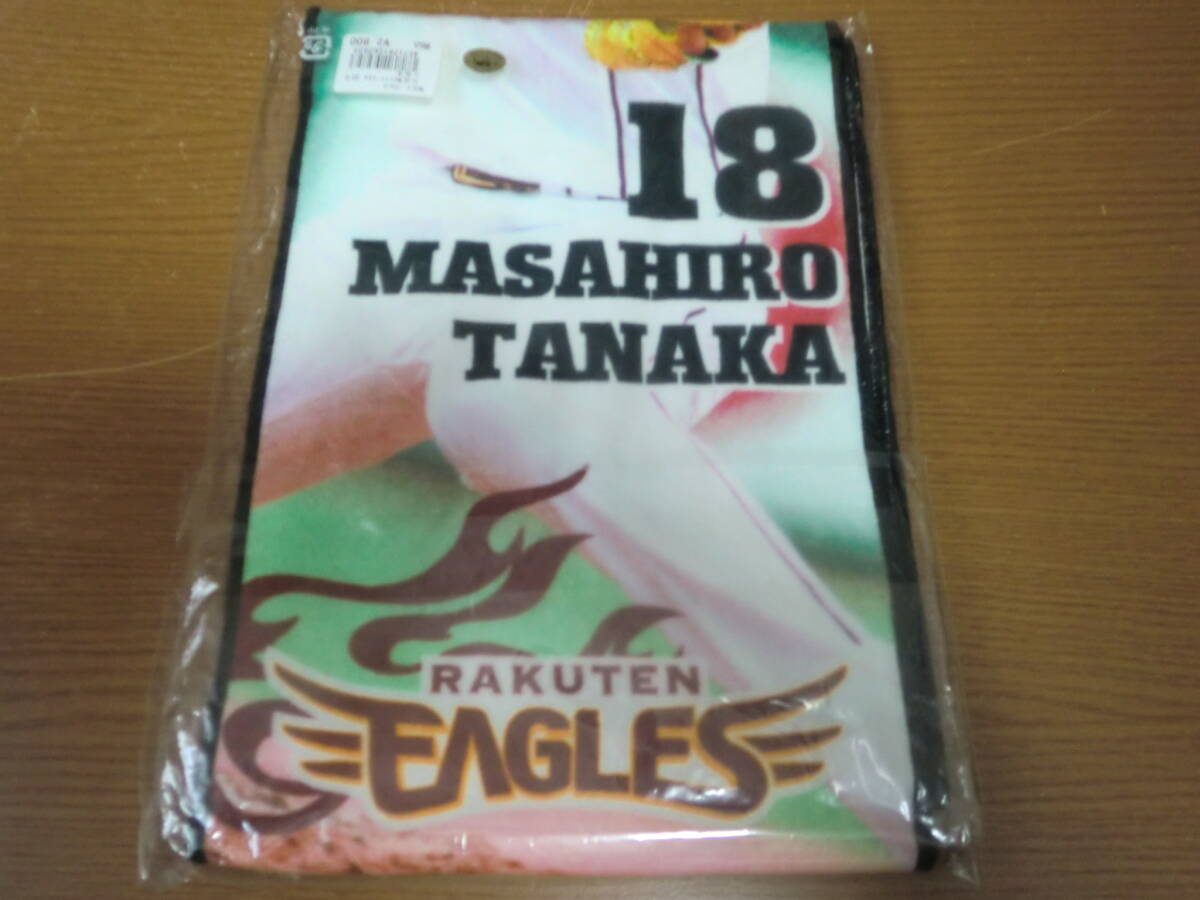 18
MASAHIRO
TANAKA
RAKUTEN
EAGLES